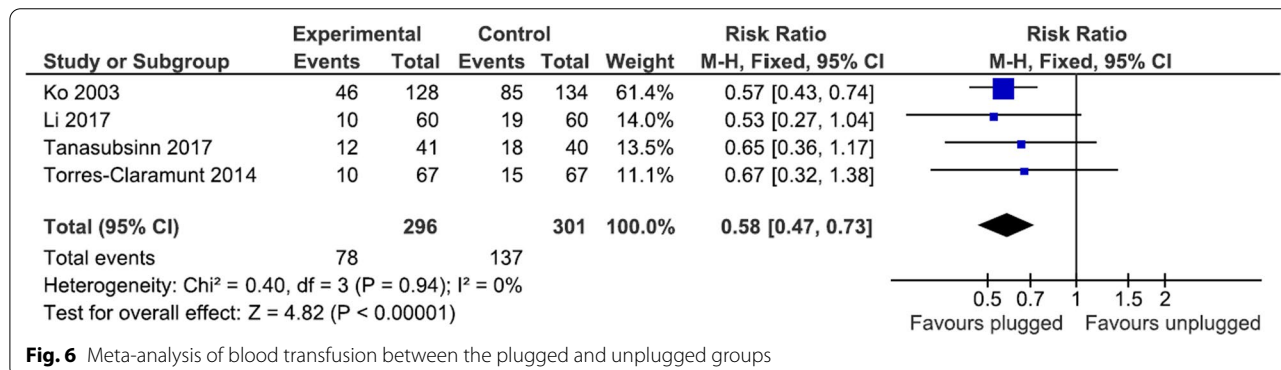 Experimental Control Risk Ratio Risk Ratio
Study or Subgroup Events Total Events Total Weight M-H, Fixed, 95% CI M-H, Fixed, 95% CI
Ko 2003 46 128 85 134 61.4% 0.57 [0.43, 0.74]
Li 2017 10 60 19 60 14.0% 0.53 [0.27, 1.04]
Tanasubsinn 2017 12 41 18 40 13.5% 0.65 [0.36, 1.17]
Torres-Claramunt 2014 10 67 15 67 11.1% 0.67 [0.32, 1.38]
Total (95% CI) 296 301 100.0% 0.58 [0.47, 0.73]
Total events 78 137
Heterogeneity: Chi² = 0.40, df = 3 (P = 0.94); I² = 0%
Test for overall effect: Z = 4.82 (P < 0.00001)
0.5 0.7 1 1.5 2
Favours plugged Favours unplugged
Fig. 6 Meta-analysis of blood transfusion between the plugged and unplugged groups